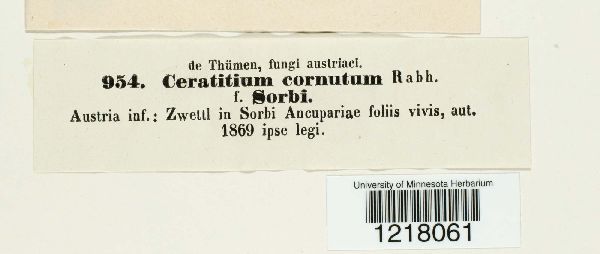 de Thümen, fungi austriaci.
954. Ceratitium cornutum Rabh.
f. Sorbi.
Austria inf.: Zwettl in Sorbi Ancupariae foliis vivis, aut.
1869 ipse legi.
University of Minnesota Herbarium
1218061